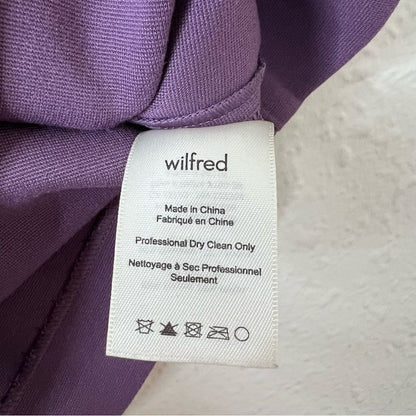 wilfred
Made in China
Fabriqué en Chine
Professional Dry Clean Only
Nettoyage à Sec Professionnel
Seulement